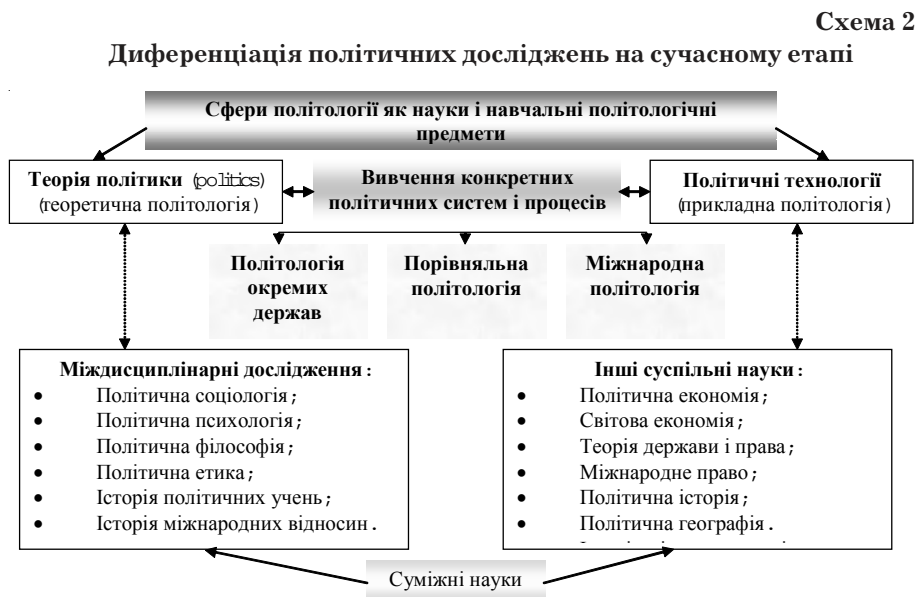 Схема 2
Диференціація політичних досліджень на сучасному етапі
Сфери політології як науки і навчальні політологічні
предмети
Теорія політики (politics)
(теоретична політологія)
Вивчення конкретних
політичних систем і процесів
Політичні технології
(прикладна політологія)
Політологія
окремих
держав
Порівняльна
політологія
Міжнародна
політологія
Міждисциплінарні дослідження:
• Політична соціологія;
• Політична психологія;
• Політична філософія;
• Політична етика;
• Історія політичних учень;
• Історія міжнародних відносин.
Інші суспільні науки:
• Політична економія;
• Світова економія;
• Теорія держави і права;
• Міжнародне право;
• Політична історія;
• Політична географія.
Суміжні науки